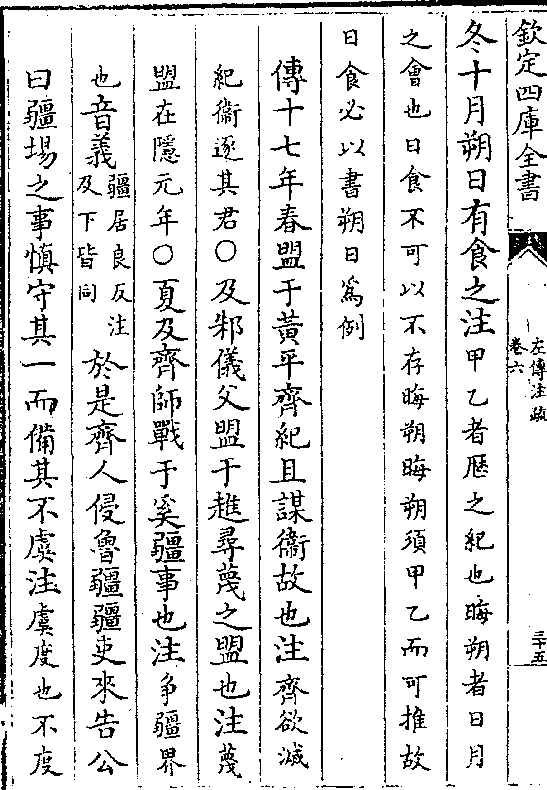 欽定四庫全書
左傳注疏
卷六
三十五
冬十月朔日有食之注甲乙者厯之紀也晦朔者日月
之會也日食不可以不存晦朔晦朔須甲乙而可推故
日食必以書朔日為例
傳十七年春盟于黃平齊紀且謀衞故也注齊欲滅
紀衞逐其君○及邾儀父盟于趡尋蔑之盟也注蔑
盟在隱元年○夏及齊師戰于奚疆事也注争疆界
也音義疆居良反注及下皆同於是齊人侵魯疆疆吏來告公
曰疆埸之事慎守其一而備其不虞注虞度也不度